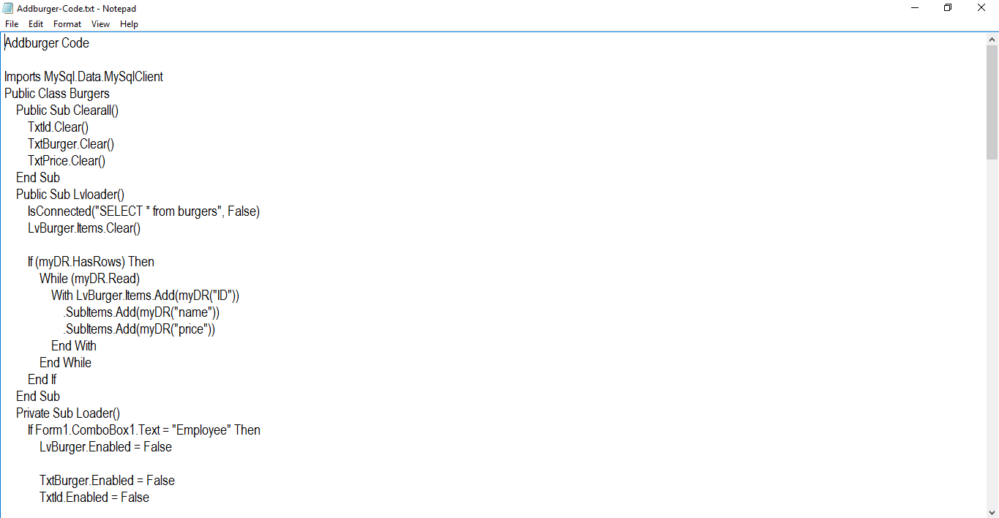 Addburger-Code.txt - Notepad
File Edit Format View Help
Addburger Code
Imports MySql.Data.MySqlClient
Public Class Burgers
Public Sub Clearall()
TxtId.Clear()
TxtBurger.Clear()
TxtPrice.Clear()
End Sub
Public Sub Lvloader()
IsConnected("SELECT * from burgers", False)
LvBurger.Items.Clear()
If (myDR.HasRows) Then
While (myDR.Read)
With LvBurger.Items.Add(myDR("ID"))
.SubItems.Add(myDR("name"))
.SubItems.Add(myDR("price"))
End With
End While
End If
End Sub
Private Sub Loader()
If Form1.ComboBox1.Text = "Employee" Then
LvBurger.Enabled = False
TxtBurger.Enabled = False
TxtId.Enabled = False